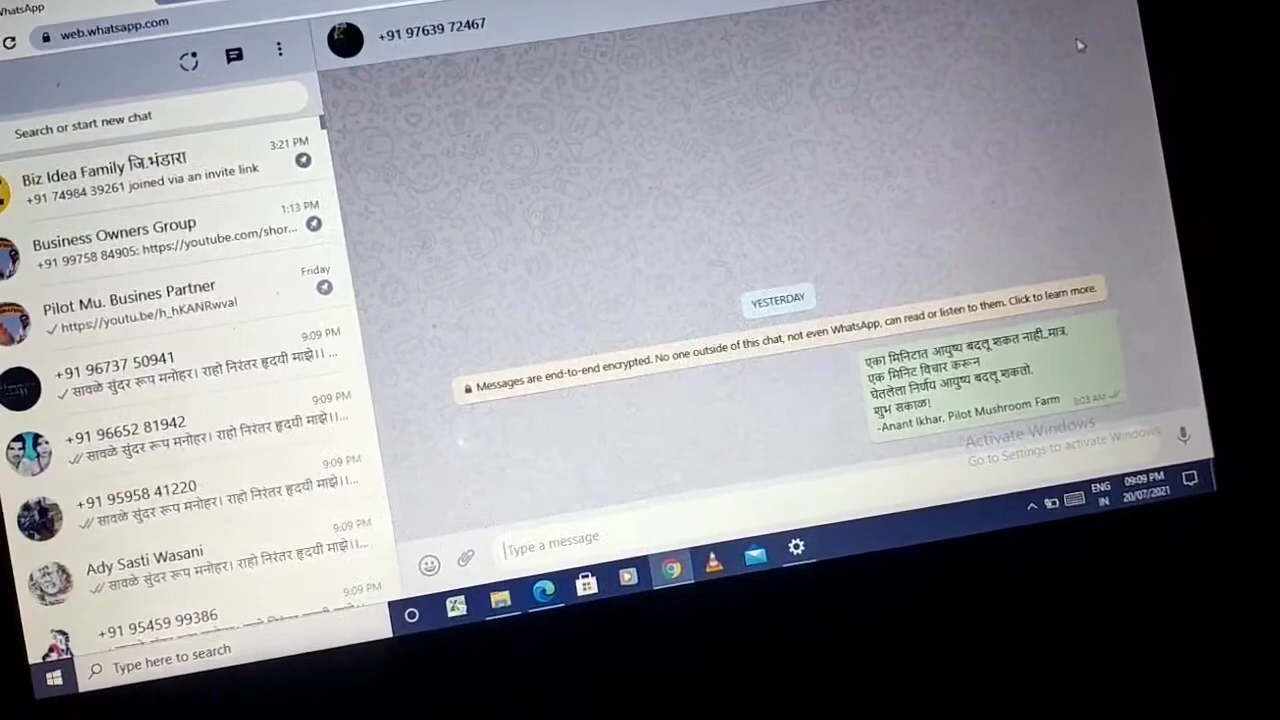 WhatsApp
web.whatsapp.com
+91 97639 72467
Search or start new chat
Biz Idea Family जि.भंडारा
3:21 PM
+91 74984 39261 joined via an invite link
Business Owners Group
1:13 PM
+91 99758 84905: https://youtube.com/shor...
Pilot Mu. Busines Partner
Friday
https://youtu.be/h_hKANRwvaI
+91 96737 50941
9:09 PM
सावळे सुंदर रूप मनोहर। राहो निरंतर हृदयी माझे।। ...
+91 96652 81942
9:09 PM
सावळे सुंदर रूप मनोहर। राहो निरंतर हृदयी माझे।।...
+91 95958 41220
9:09 PM
सावळे सुंदर रूप मनोहर। राहो निरंतर हृदयी माझे।।...
Ady Sasti Wasani
9:09 PM
सावळे सुंदर रूप मनोहर। राहो निरंतर हृदयी माझे।।...
+91 95459 99386
9:09 PM
YESTERDAY
Messages are end-to-end encrypted. No one outside of this chat, not even WhatsApp, can read or listen to them. Click to learn more.
एका मिनिटात आयुष्य बदलू शकत नाही..मात्र,
एक मिनिट विचार करून
घेतलेला निर्णय आयुष्य बदलू शकतो.
शुभ सकाळ!
-Anant Ikhar, Pilot Mushroom Farm
8:03 AM
Activate Windows
Go to Settings to activate Windows.
Type a message
Type here to search
ENG
IN
09:09 PM
20/07/2021